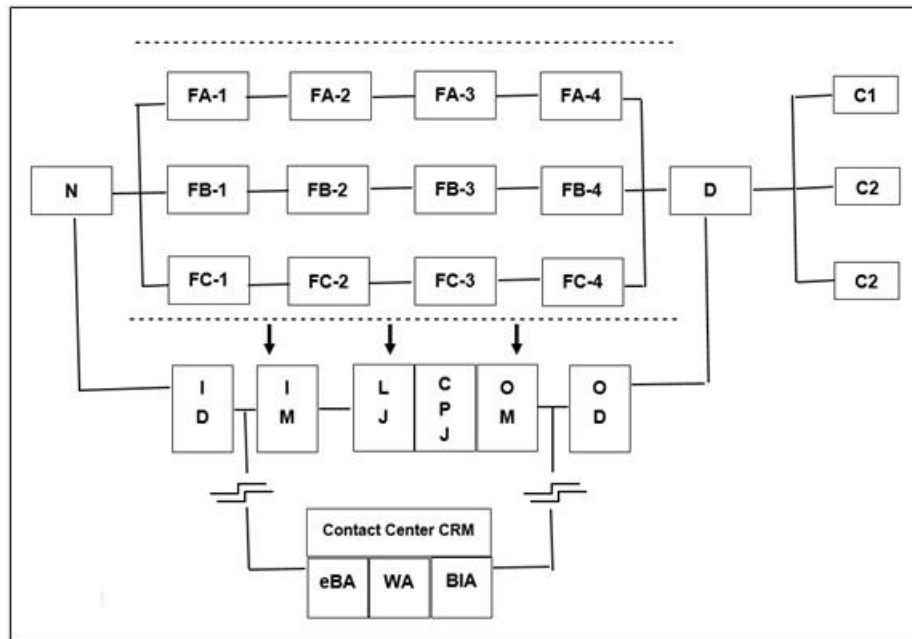 FA-1 FA-2 FA-3 FA-4 C1
N FB-1 FB-2 FB-3 FB-4 D C2
FC-1 FC-2 FC-3 FC-4 C2
I I L C O O
D M J P M D
J
Contact Center CRM
eBA WA BIA